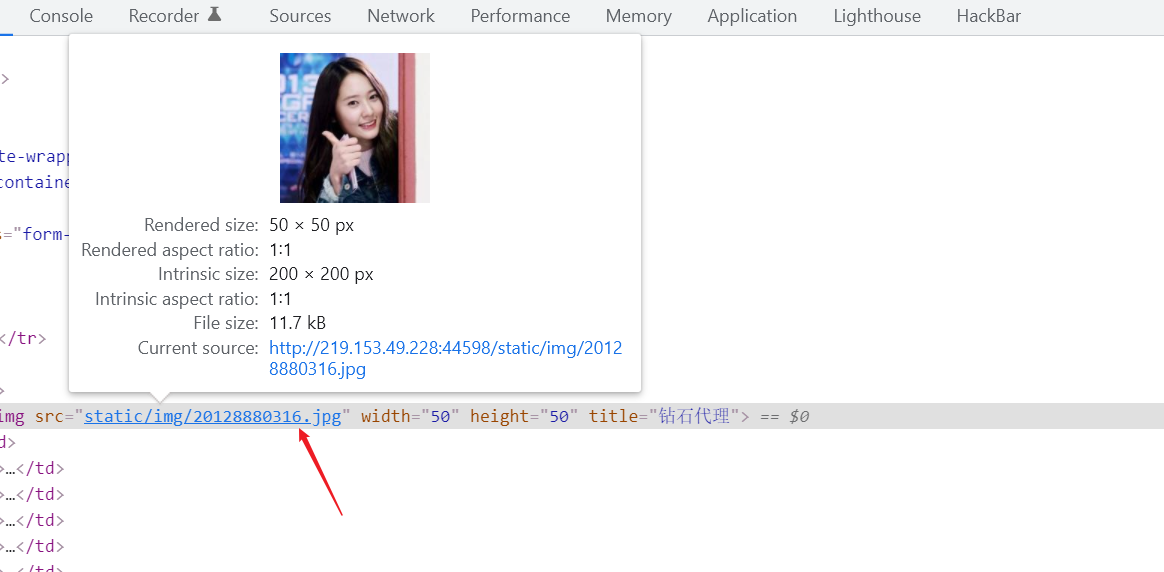 Console Recorder Sources Network Performance Memory Application Lighthouse HackBar
>
te-wrapp
containe
s="form-
</tr>
>
Rendered size: 50 × 50 px
Rendered aspect ratio: 1∶1
Intrinsic size: 200 × 200 px
Intrinsic aspect ratio: 1∶1
File size: 11.7 kB
Current source: http://219.153.49.228:44598/static/img/2012
8880316.jpg
img src="static/img/20128880316.jpg" width="50" height="50" title="钻石代理"> == $0
d>
>…</td>
>…</td>
>…</td>
>…</td>
>…</td>